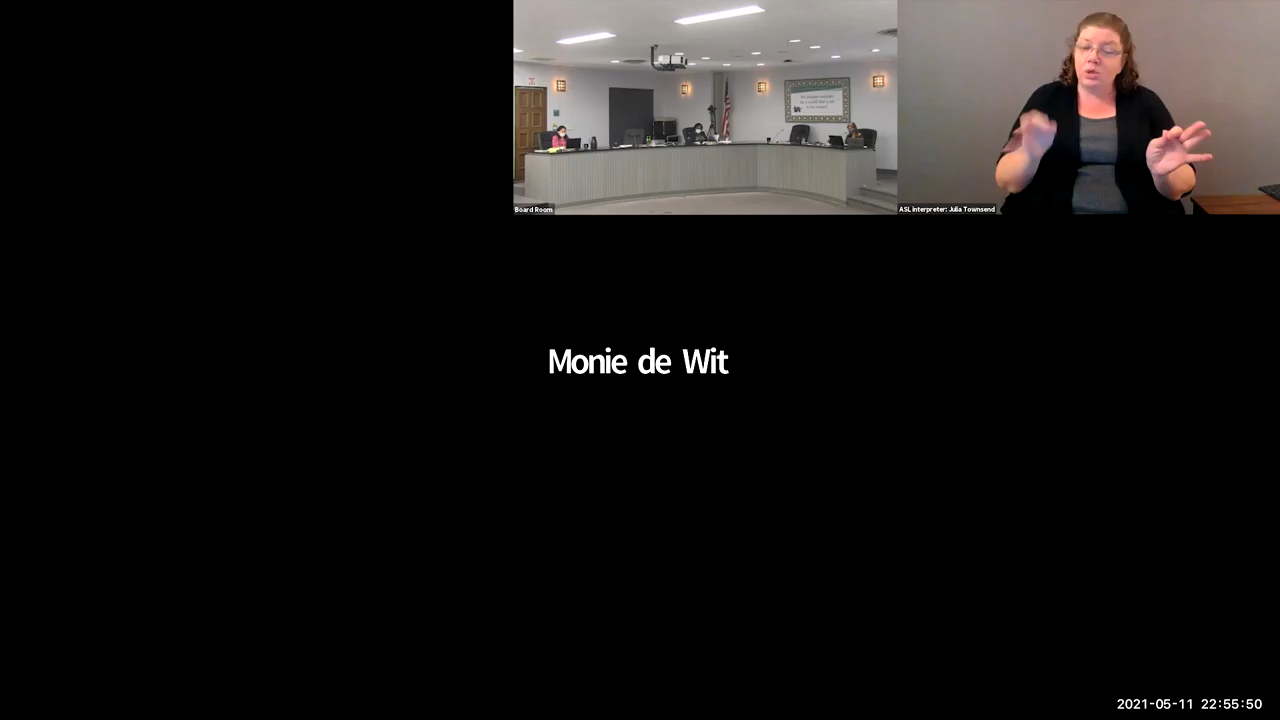 Board Room
ASL interpreter: Julia Townsend
Monie de Wit
2021-05-11 22:55:50